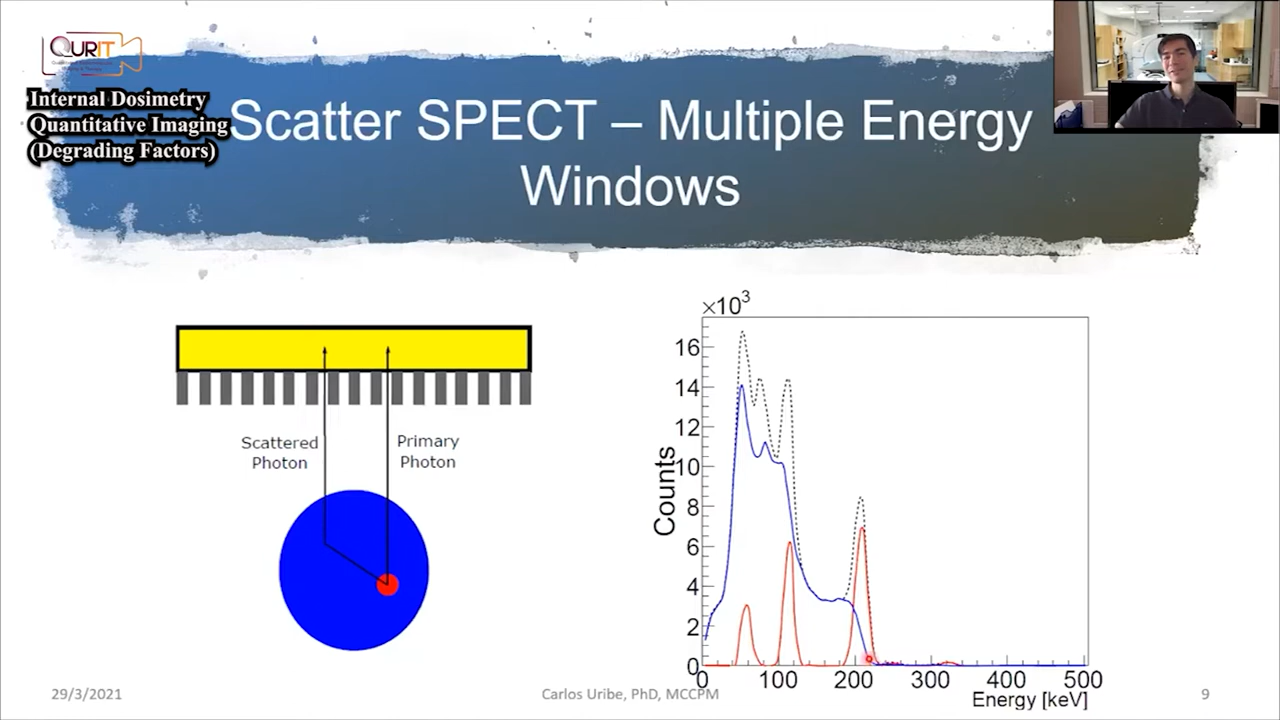 QURIT
Internal Dosimetry
Quantitative Imaging
(Degrading Factors)
Scatter SPECT – Multiple Energy
Windows
Scattered
Photon
Primary
Photon
×10³
16
14
12
10
8
6
4
2
0
Counts
0 100 200 300 400 500
Energy [keV]
29/3/2021
Carlos Uribe, PhD, MCCPM
9